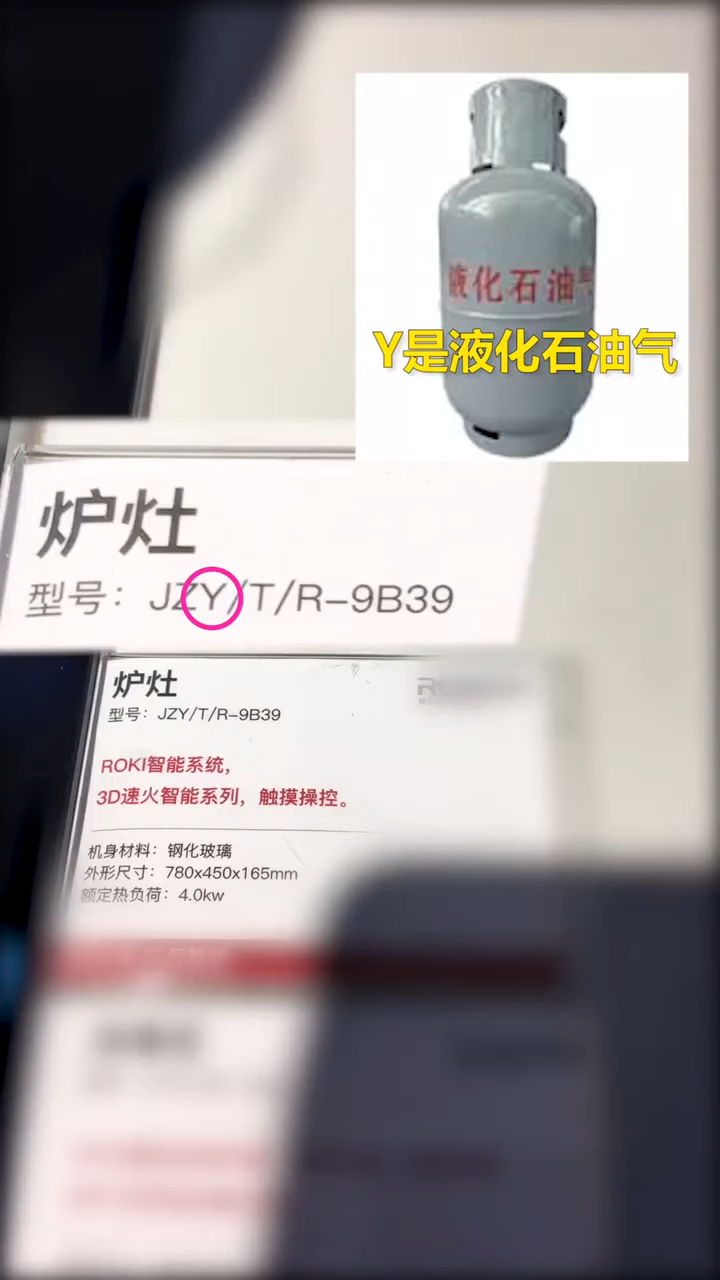 液化石油气
Y是液化石油气
炉灶
型号：JZY/T/R-9B39
炉灶
型号：JZY/T/R-9B39
ROKI智能系统，
3D速火智能系列，触摸操控。
机身材料：钢化玻璃
外形尺寸：780x450x165mm
额定热负荷：4.0kw